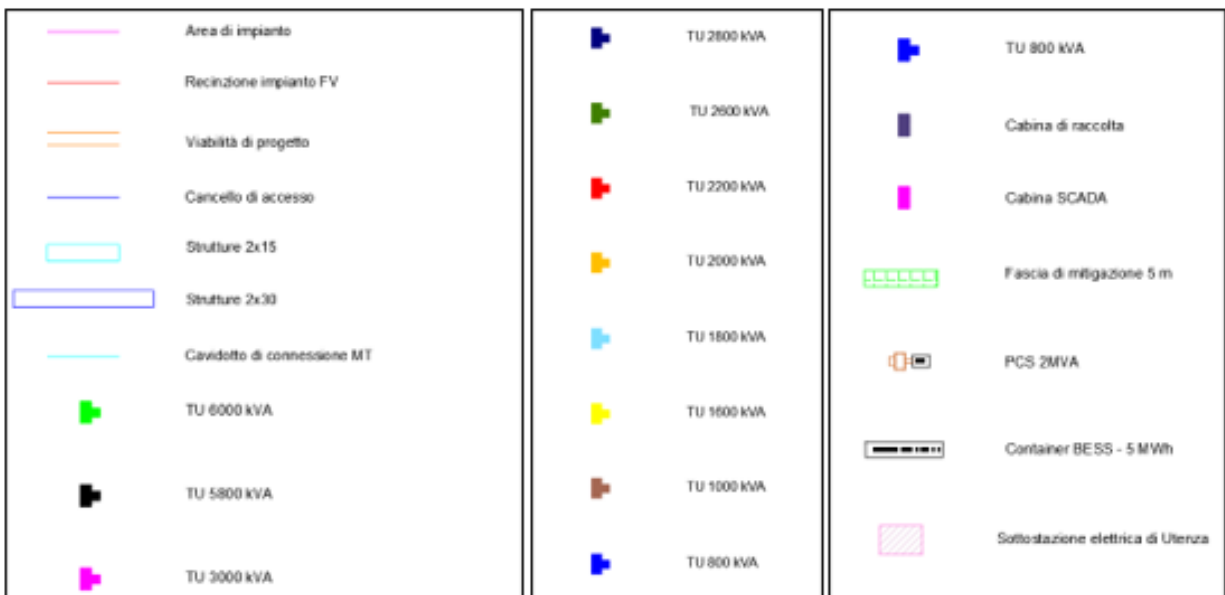 Area di impianto
Recinzione impianto FV
Viabilità di progetto
Cancello di accesso
Strutture 2x15
Strutture 2x30
Cavidotto di connessione MT
TU 6000 kVA
TU 5800 kVA
TU 3000 kVA
TU 2800 kVA
TU 2600 kVA
TU 2200 kVA
TU 2000 kVA
TU 1800 kVA
TU 1600 kVA
TU 1000 kVA
TU 800 kVA
TU 800 kVA
Cabina di raccolta
Cabina SCADA
Fascia di mitigazione 5 m
PCS 2MVA
Container BESS - 5 MWh
Sottostazione elettrica di Utenza